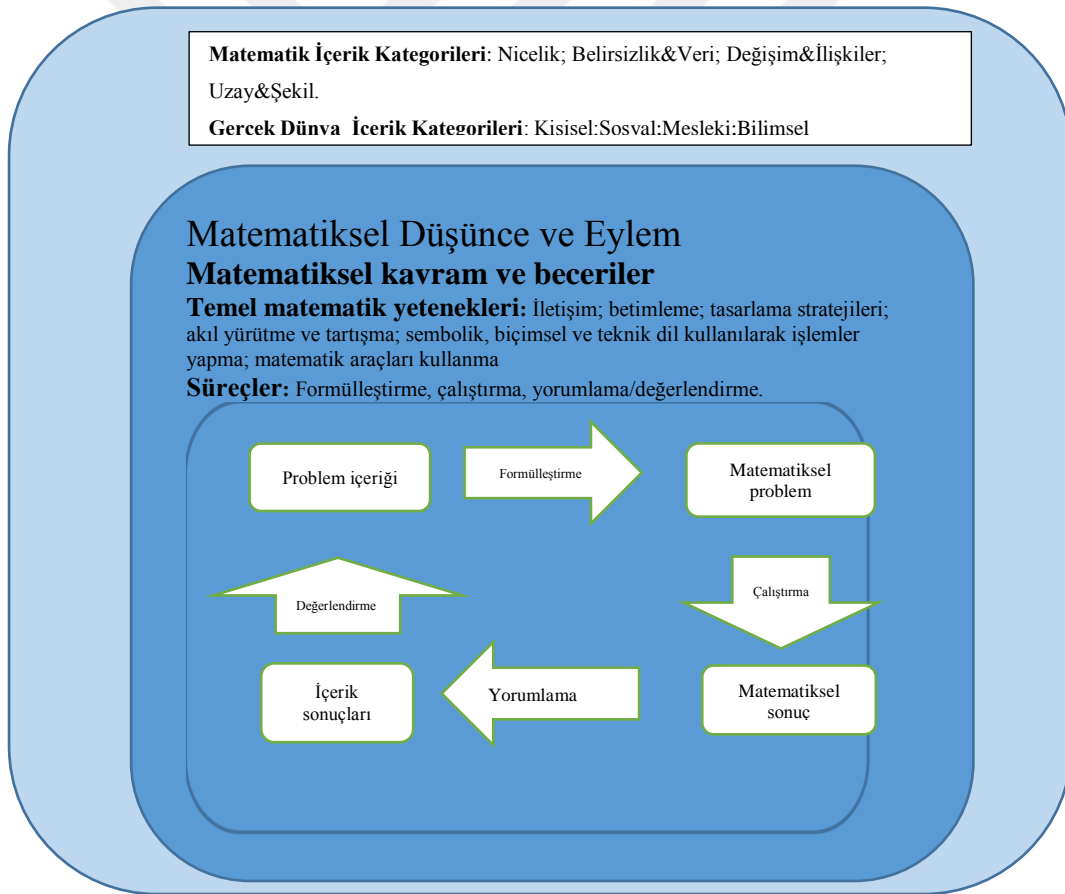 Matematik İçerik Kategorileri: Nicelik; Belirsizlik&Veri; Değişim&İlişkiler;
Uzay&Şekil.
Gerçek Dünya İçerik Kategorileri: Kişisel;Sosyal;Mesleki;Bilimsel
Matematiksel Düşünce ve Eylem
Matematiksel kavram ve beceriler
Temel matematik yetenekleri: İletişim; betimleme; tasarlama stratejileri;
akıl yürütme ve tartışma; sembolik, biçimsel ve teknik dil kullanılarak işlemler
yapma; matematik araçları kullanma
Süreçler: Formülleştirme, çalıştırma, yorumlama/değerlendirme.
Problem içeriği
Formülleştirme
Matematiksel
problem
Değerlendirme
Çalıştırma
İçerik
sonuçları
Yorumlama
Matematiksel
sonuç